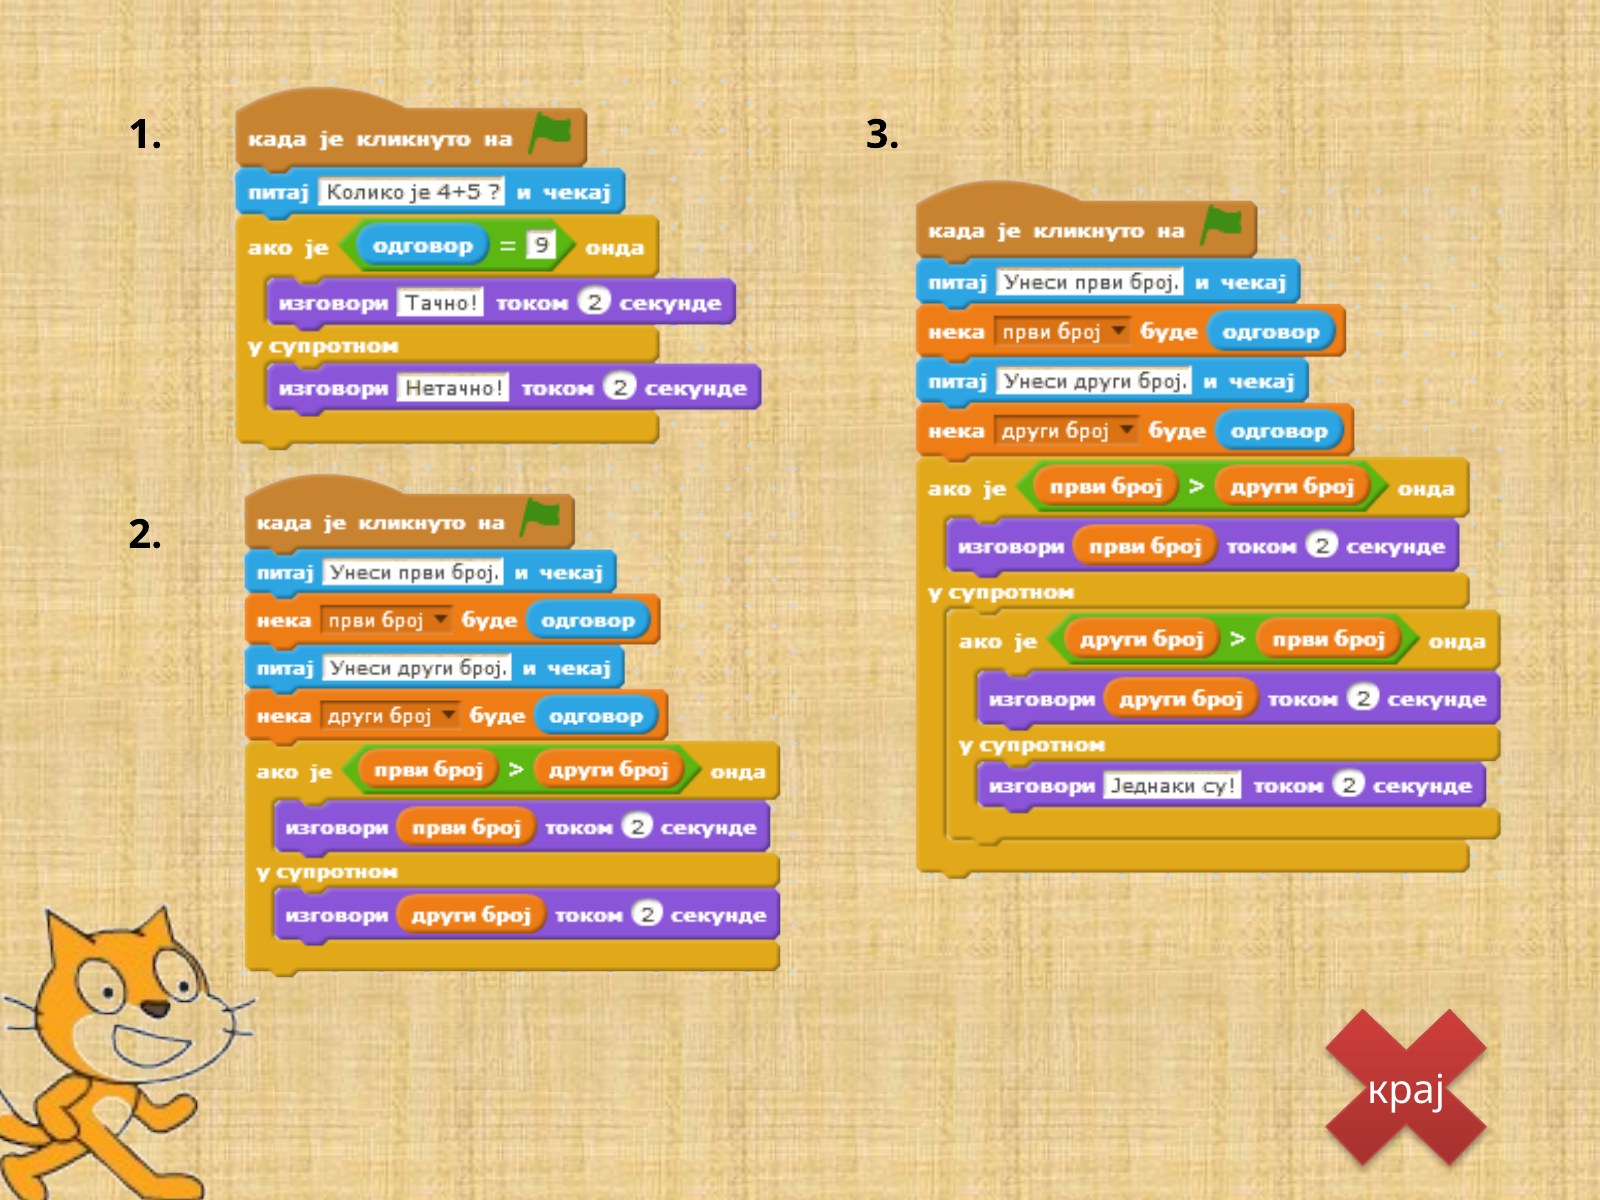 1.
када је кликнуто на
питај Колико је 4+5 ? и чекај
ако је одговор = 9 онда
изговори Тачно! током 2 секунде
у супротном
изговори Нетачно! током 2 секунде
2.
када је кликнуто на
питај Унеси први број. и чекај
нека први број буде одговор
питај Унеси други број. и чекај
нека други број буде одговор
ако је први број > други број онда
изговори први број током 2 секунде
у супротном
изговори други број током 2 секунде
3.
када је кликнуто на
питај Унеси први број. и чекај
нека први број буде одговор
питај Унеси други број. и чекај
нека други број буде одговор
ако је први број > други број онда
изговори први број током 2 секунде
у супротном
ако је други број > први број онда
изговори други број током 2 секунде
у супротном
изговори Једнаки су! током 2 секунде
крај